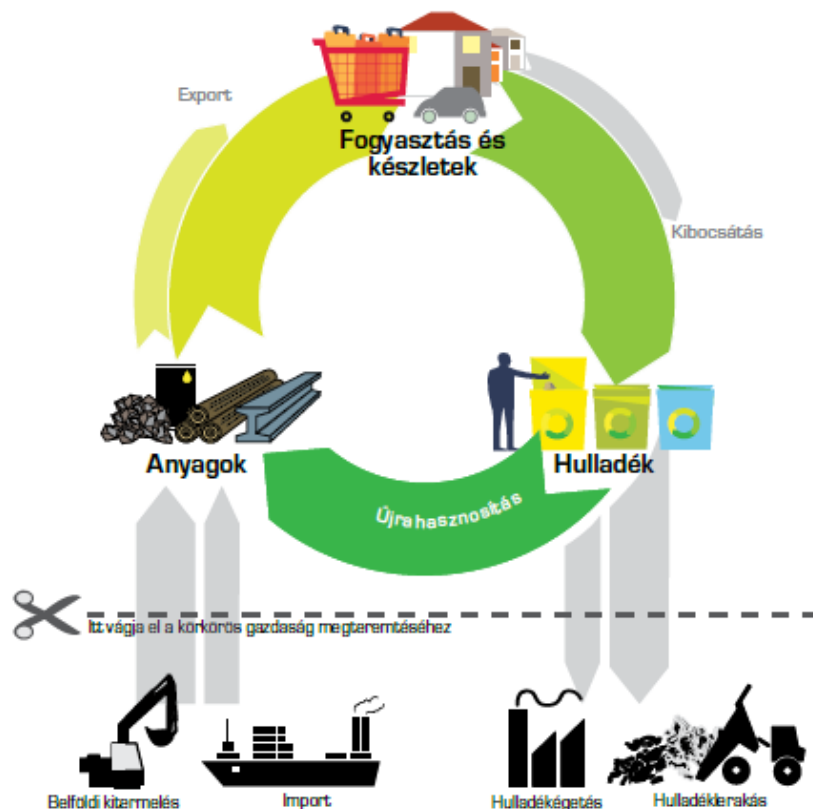 Export
Fogyasztás és
készletek
Kibocsátás
Anyagok
Hulladék
Újrahasznosítás
Itt vágja el a körkörös gazdaság megteremtéséhez
Belföldi kitermelés
Import
Hulladékégetés
Hulladéklerakás